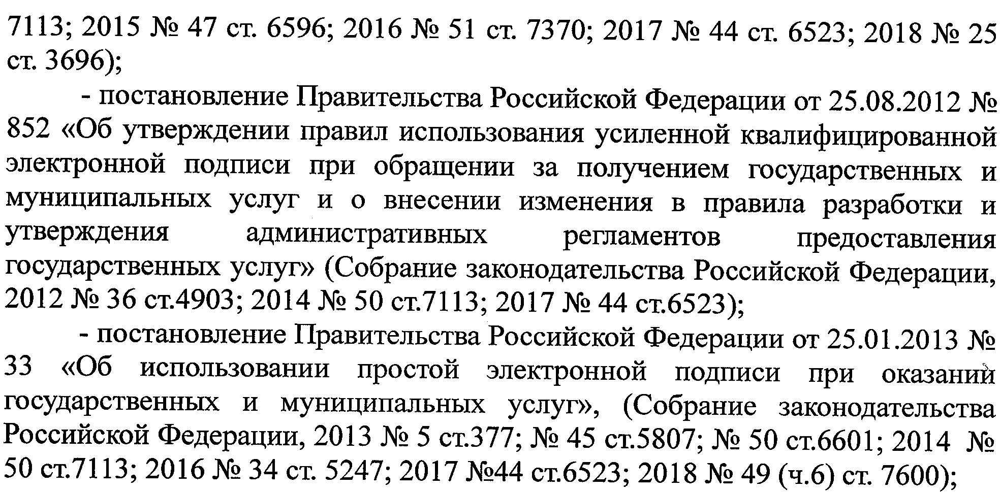 7113; 2015 № 47 ст. 6596; 2016 № 51 ст. 7370; 2017 № 44 ст. 6523; 2018 № 25
ст. 3696);
- постановление Правительства Российской Федерации от 25.08.2012 №
852 «Об утверждении правил использования усиленной квалифицированной
электронной подписи при обращении за получением государственных и
муниципальных услуг и о внесении изменения в правила разработки и
утверждения административных регламентов предоставления
государственных услуг» (Собрание законодательства Российской Федерации,
2012 № 36 ст.4903; 2014 № 50 ст.7113; 2017 № 44 ст.6523);
- постановление Правительства Российской Федерации от 25.01.2013 №
33 «Об использовании простой электронной подписи при оказании
государственных и муниципальных услуг», (Собрание законодательства
Российской Федерации, 2013 № 5 ст.377; № 45 ст.5807; № 50 ст.6601; 2014 №
50 ст.7113; 2016 № 34 ст. 5247; 2017 №44 ст.6523; 2018 № 49 (ч.6) ст. 7600);